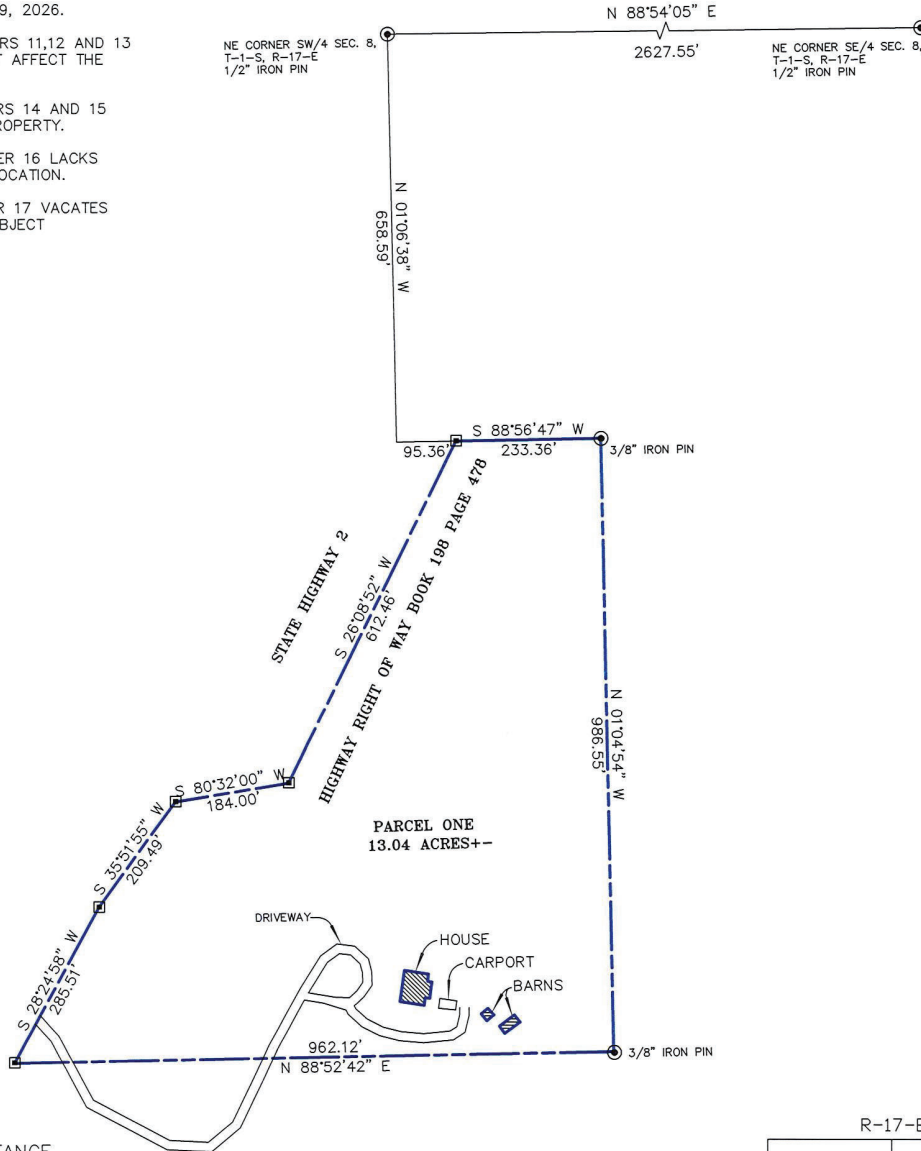 9, 2026.
RS 11,12 AND 13
T AFFECT THE
RS 14 AND 15
ROPERTY.
ER 16 LACKS
OCATION.
R 17 VACATES
BJECT
N 88°54'05" E
2627.55'
NE CORNER SW/4 SEC. 8,
T-1-S, R-17-E
1/2" IRON PIN
NE CORNER SE/4 SEC. 8,
T-1-S, R-17-E
1/2" IRON PIN
N 01°06'38" W
658.59'
S 88°56'47" W
95.36'
233.36'
3/8" IRON PIN
STATE HIGHWAY 2
S 26°08'52" W
612.46'
HIGHWAY RIGHT OF WAY BOOK 198 PAGE 478
N 01°04'54" W
986.55'
S 80°32'00" W
184.00'
S 35°51'55" W
209.49'
PARCEL ONE
13.04 ACRES+-
S 28°24'58" W
285.51'
DRIVEWAY
HOUSE
CARPORT
BARNS
962.12'
N 88°52'42" E
3/8" IRON PIN
R-17-E
TANCE